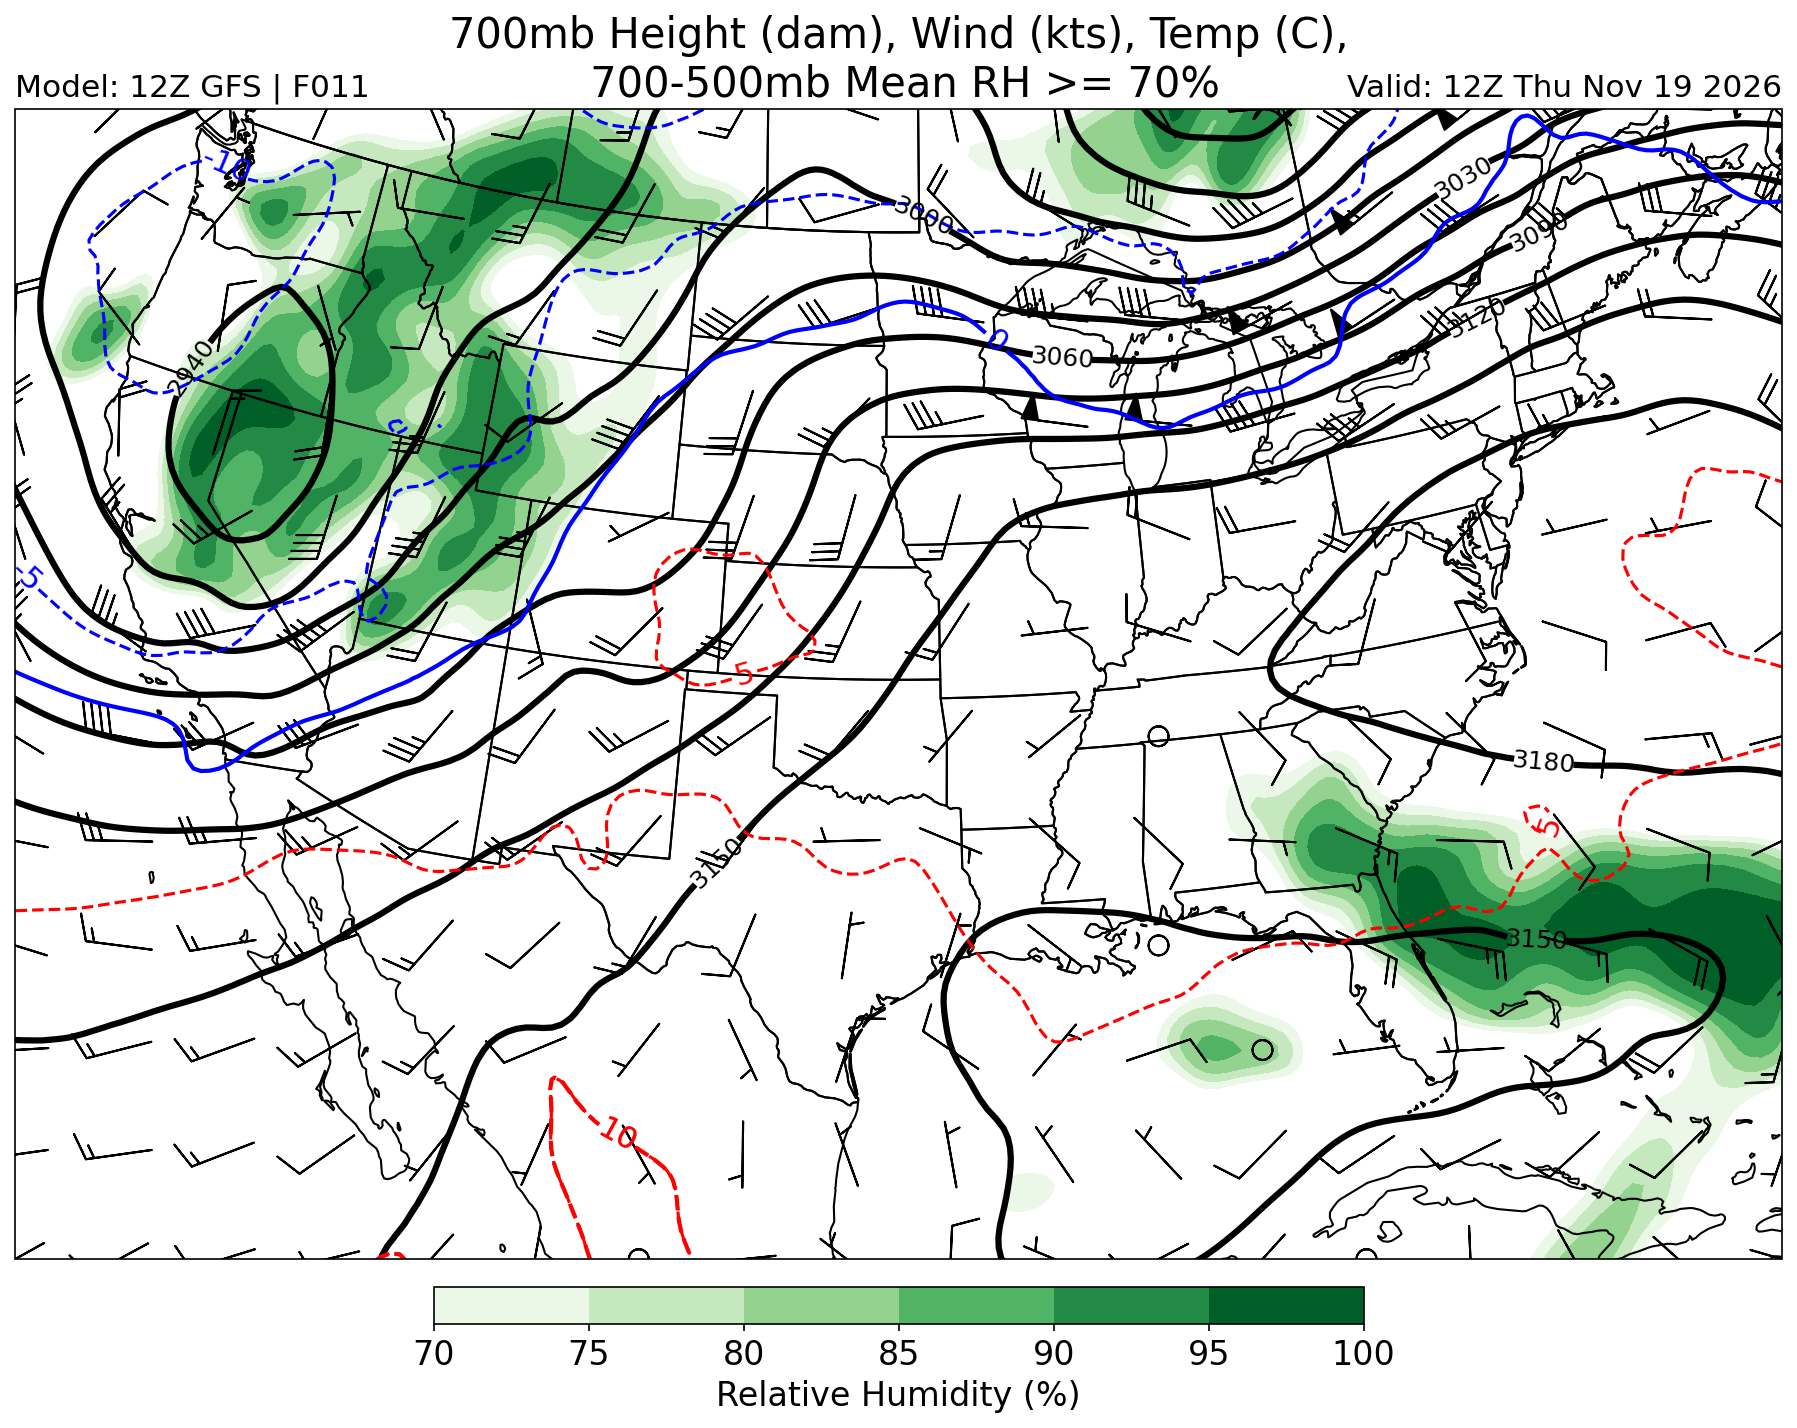 700mb Height (dam), Wind (kts), Temp (C),
700-500mb Mean RH >= 70%
Model: 12Z GFS | F011
Valid: 12Z Thu Nov 19 2026
-10
3000
3030
3090
3120
2940
0
3060
-5
5
3180
5
3150
3150
10
70 75 80 85 90 95 100
Relative Humidity (%)